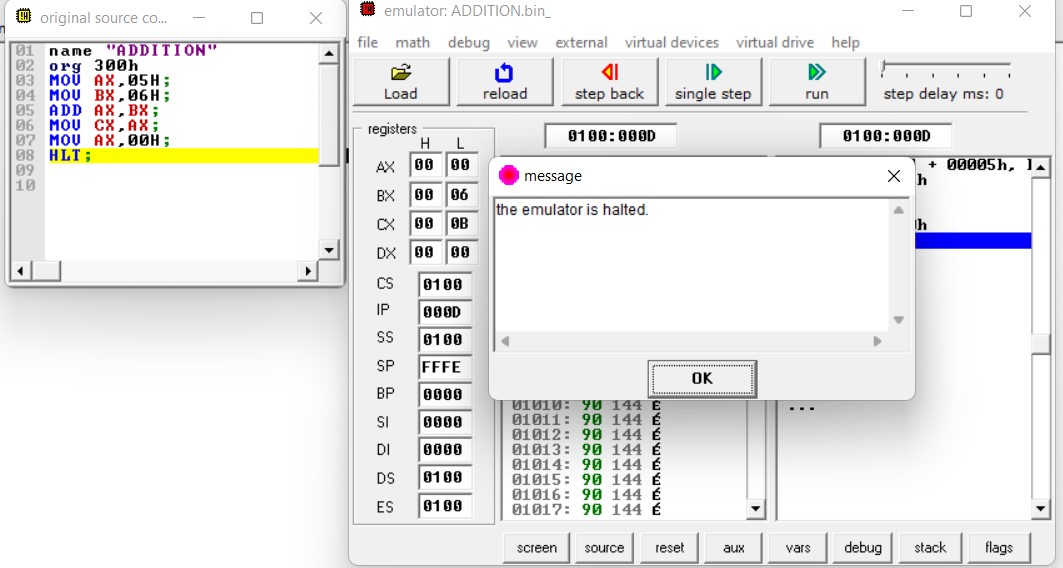 original source co...
01 name "ADDITION"
02 org 300h
03 MOV AX,05H;
04 MOV BX,06H;
05 ADD AX,BX;
06 MOV CX,AX;
07 MOV AX,00H;
08 HLT;
09
10
emulator: ADDITION.bin_
file math debug view external virtual devices virtual drive help
Load reload step back single step run step delay ms: 0
registers
H L
AX 00 00
BX 00 06
CX 00 0B
DX 00 00
CS 0100
IP 000D
SS 0100
SP FFFE
BP 0000
SI 0000
DI 0000
DS 0100
ES 0100
0100:000D 0100:000D
+ 00005h,
h
h
message
the emulator is halted.
OK
01010: 90 144 É
01011: 90 144 É
01012: 90 144 É
01013: 90 144 É
01014: 90 144 É
01015: 90 144 É
01016: 90 144 É
01017: 90 144 É
...
screen source reset aux vars debug stack flags